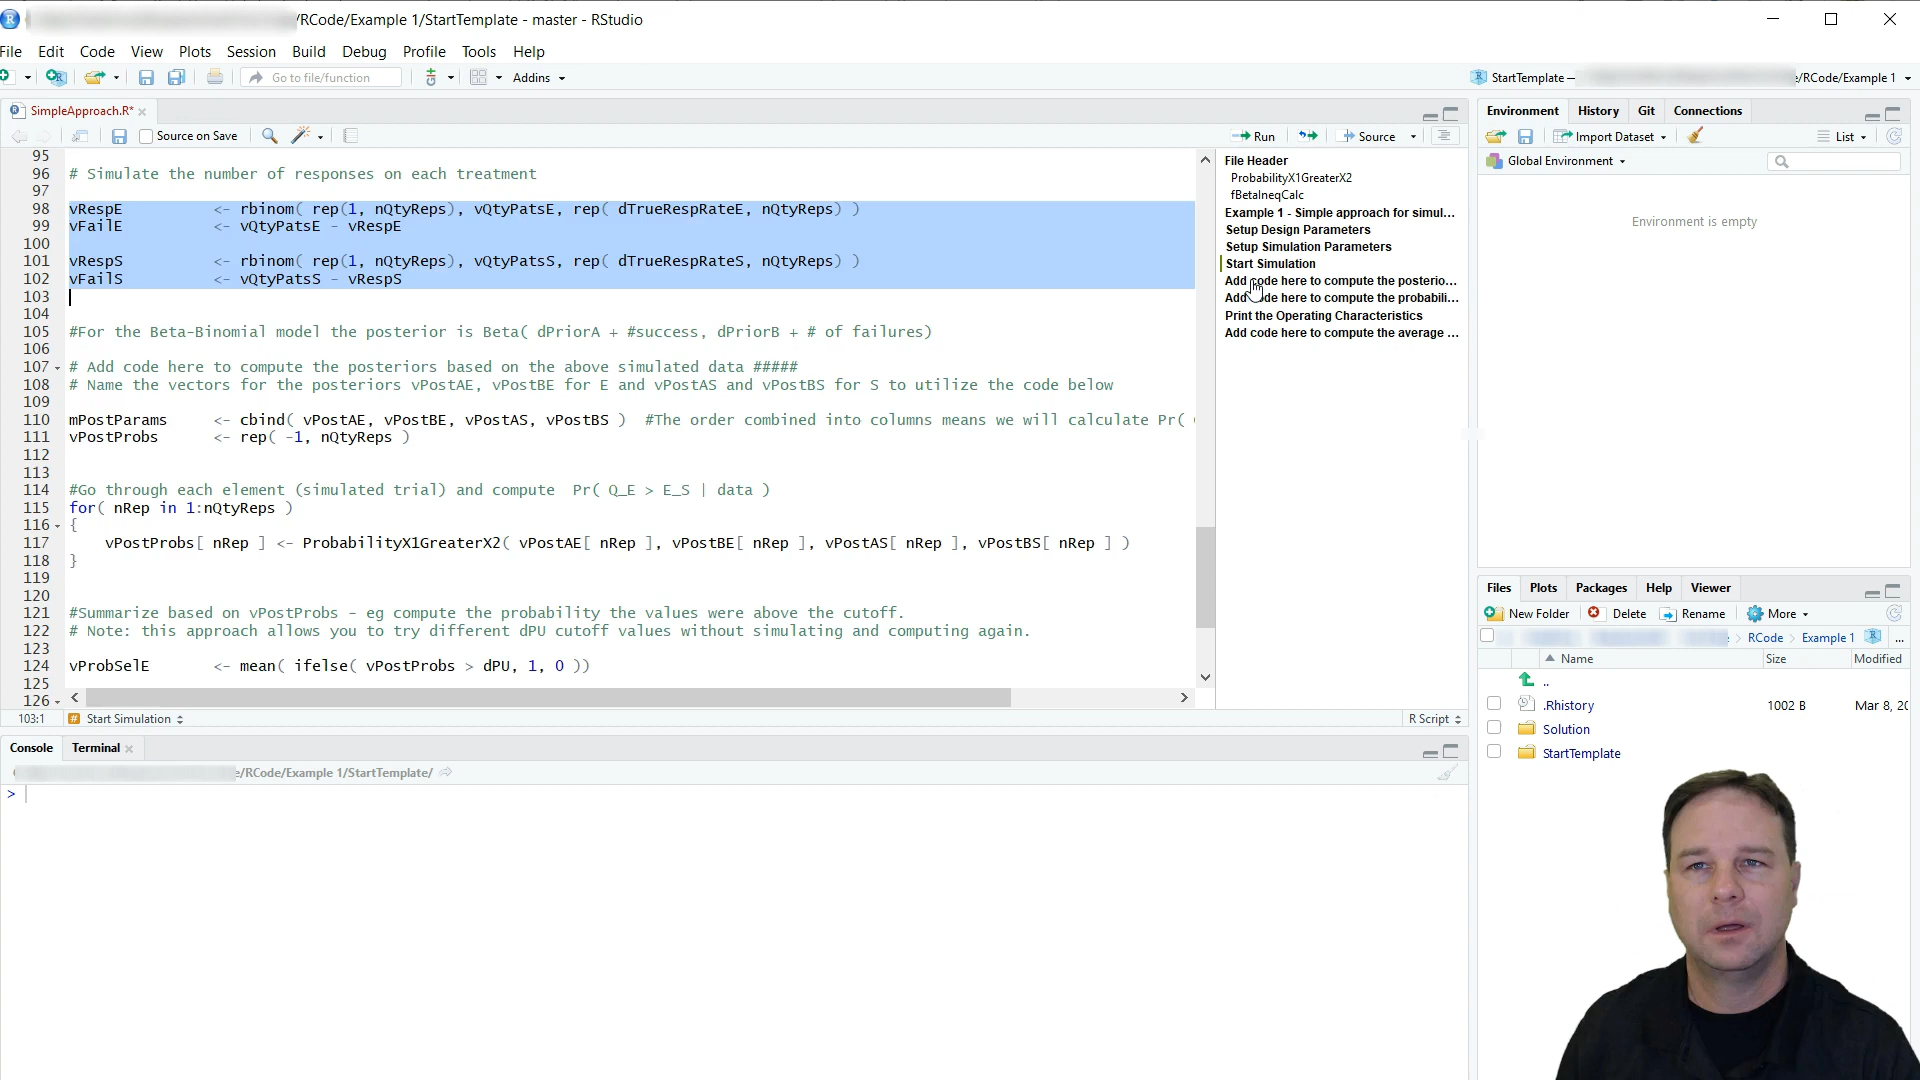 /RCode/Example 1/StartTemplate - master - RStudio
File Edit Code View Plots Session Build Debug Profile Tools Help
Go to file/function Addins
StartTemplate — /RCode/Example 1
SimpleApproach.R*
Source on Save Run Source
95
96 # Simulate the number of responses on each treatment
97
98 vRespE <- rbinom( rep(1, nQtyReps), vQtyPatsE, rep( dTrueRespRateE, nQtyReps) )
99 vFailE <- vQtyPatsE - vRespE
100
101 vRespS <- rbinom( rep(1, nQtyReps), vQtyPatsS, rep( dTrueRespRateS, nQtyReps) )
102 vFailS <- vQtyPatsS - vRespS
103
104
105 #For the Beta-Binomial model the posterior is Beta( dPriorA + #success, dPriorB + # of failures)
106
107 # Add code here to compute the posteriors based on the above simulated data #####
108 # Name the vectors for the posteriors vPostAE, vPostBE for E and vPostAS and vPostBS for S to utilize the code below
109
110 mPostParams <- cbind( vPostAE, vPostBE, vPostAS, vPostBS ) #The order combined into columns means we will calculate Pr(
111 vPostProbs <- rep( -1, nQtyReps )
112
113
114 #Go through each element (simulated trial) and compute Pr( Q_E > E_S | data )
115 for( nRep in 1:nQtyReps )
116 {
117 vPostProbs[ nRep ] <- ProbabilityX1GreaterX2( vPostAE[ nRep ], vPostBE[ nRep ], vPostAS[ nRep ], vPostBS[ nRep ] )
118 }
119
120
121 #Summarize based on vPostProbs - eg compute the probability the values were above the cutoff.
122 # Note: this approach allows you to try different dPU cutoff values without simulating and computing again.
123
124 vProbSelE <- mean( ifelse( vPostProbs > dPU, 1, 0 ))
125
126
103:1 # Start Simulation R Script
File Header
ProbabilityX1GreaterX2
fBetaIneqCalc
Example 1 - Simple approach for simul...
Setup Design Parameters
Setup Simulation Parameters
Start Simulation
Add code here to compute the posterio...
Add code here to compute the probabili...
Print the Operating Characteristics
Add code here to compute the average ...
Console Terminal
/RCode/Example 1/StartTemplate/
>
Environment History Git Connections
Import Dataset List
Global Environment
Environment is empty
Files Plots Packages Help Viewer
New Folder Delete Rename More
RCode Example 1 ...
Name Size Modified
..
.Rhistory 1002 B Mar 8, 20
Solution
StartTemplate